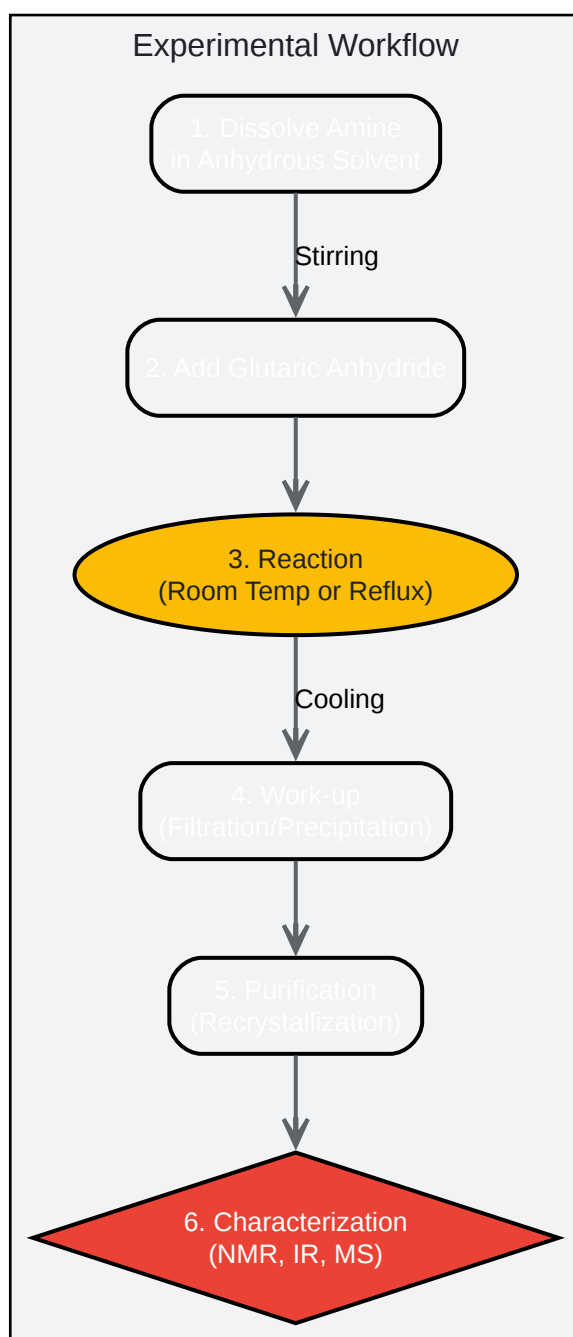 Experimental Workflow
1. Dissolve Amine
in Anhydrous Solvent
Stirring
2. Add Glutaric Anhydride
3. Reaction
(Room Temp or Reflux)
Cooling
4. Work-up
(Filtration/Precipitation)
5. Purification
(Recrystallization)
6. Characterization
(NMR, IR, MS)